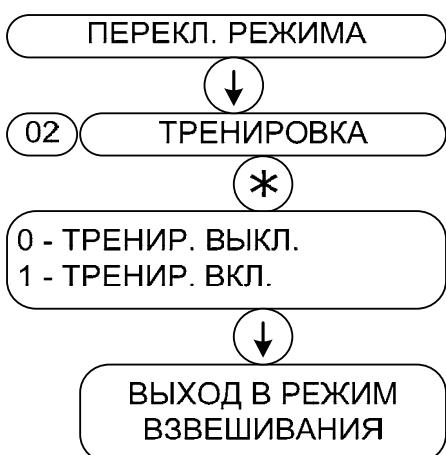 ПЕРЕКЛ. РЕЖИМА
02 ТРЕНИРОВКА
*
0 - ТРЕНИР. ВЫКЛ.
1 - ТРЕНИР. ВКЛ.
ВЫХОД В РЕЖИМ
ВЗВЕШИВАНИЯ